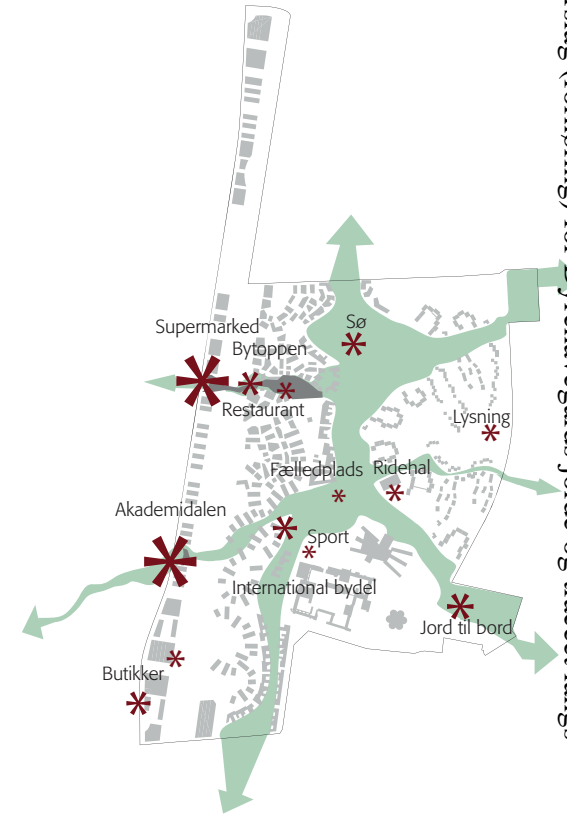 Sø
Supermarked
Bytoppen
Restaurant
Lysning
Fælledplads
Ridehal
Akademidalen
Sport
International bydel
Jord til bord
Butikker